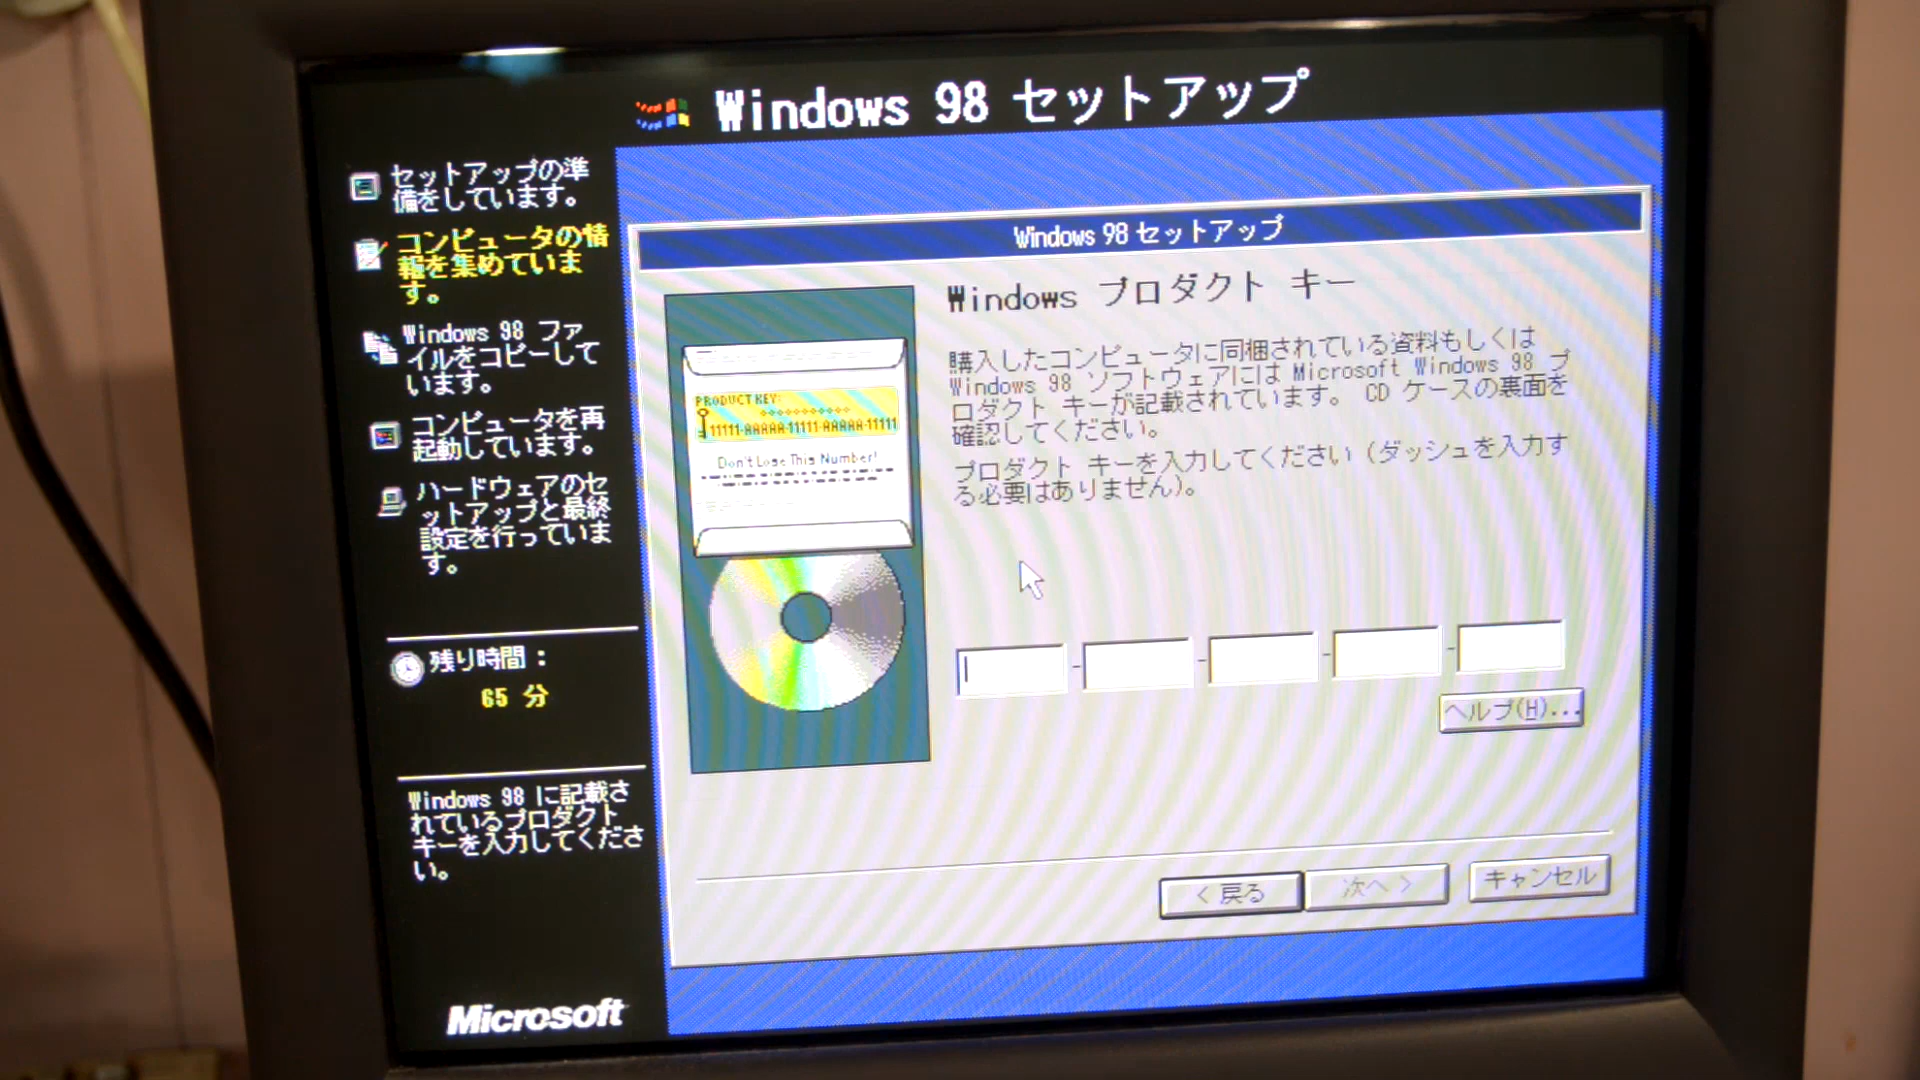 Windows 98 セットアップ
セットアップの準
備をしています。
コンピュータの情
報を集めていま
す。
Windows 98 ファ
イルをコピーして
います。
コンピュータを再
起動しています。
ハードウェアのセ
ットアップと最終
設定を行っていま
す。
残り時間：
65 分
Windows 98 に記載さ
れているプロダクト
キーを入力してくださ
い。
Microsoft
Windows 98 セットアップ
PRODUCT KEY:
11111-AAAAA-11111-AAAAA-11111
Don't Lose This Number!
Windows プロダクト キー
購入したコンピュータに同梱されている資料もしくは
Windows 98 ソフトウェアには Microsoft Windows 98 プ
ロダクト キーが記載されています。 CD ケースの裏面を
確認してください。
プロダクト キーを入力してください（ダッシュを入力す
る必要はありません）。
- - - -
ヘルプ(H)...
< 戻る
次へ >
キャンセル